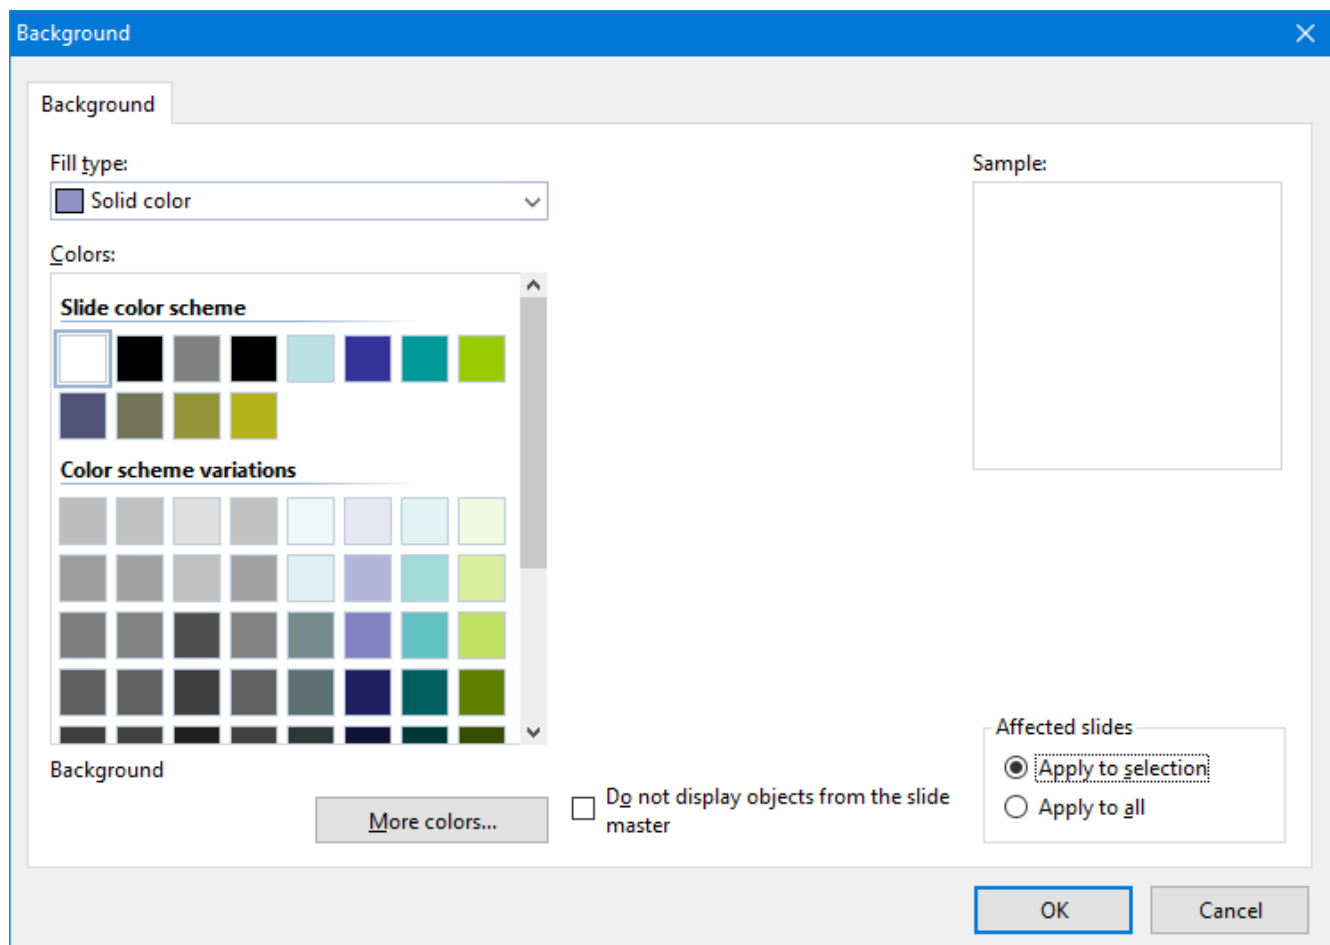 Background
Background
Fill type:
Solid color
Colors:
Slide color scheme
Color scheme variations
Background
More colors...
Do not display objects from the slide
master
Sample:
Affected slides
Apply to selection
Apply to all
OK
Cancel